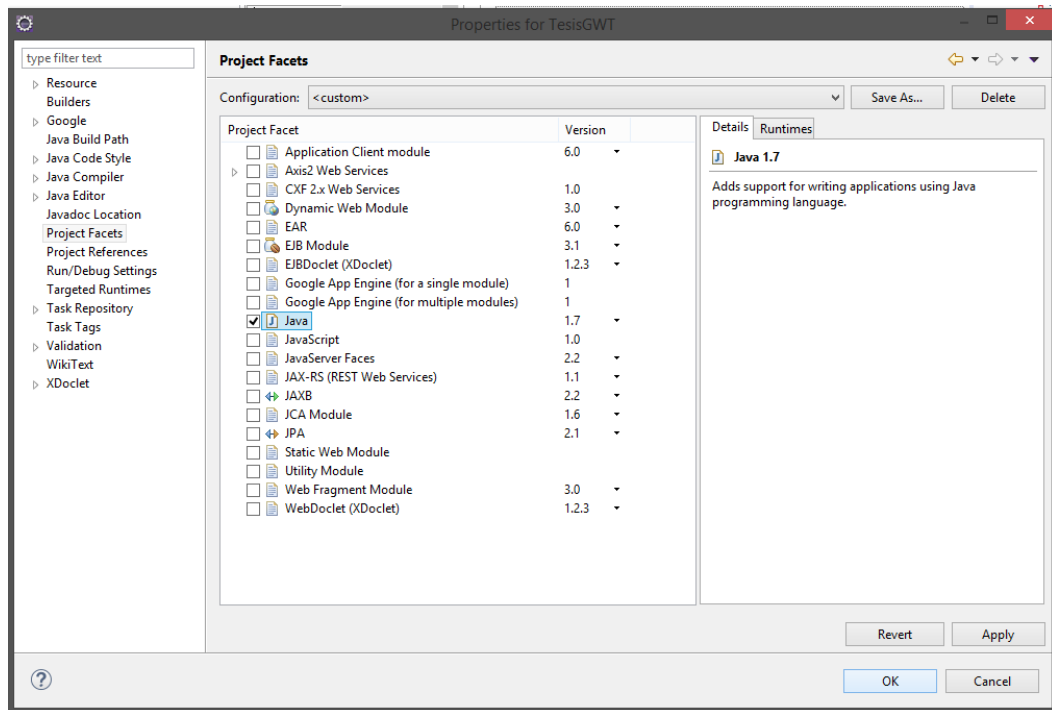 Properties for TesisGWT
type filter text
Resource
Builders
Google
Java Build Path
Java Code Style
Java Compiler
Java Editor
Javadoc Location
Project Facets
Project References
Run/Debug Settings
Targeted Runtimes
Task Repository
Task Tags
Validation
WikiText
XDoclet
Project Facets
Configuration: <custom> Save As... Delete
Project Facet Version
Application Client module 6.0
Axis2 Web Services
CXF 2.x Web Services 1.0
Dynamic Web Module 3.0
EAR 6.0
EJB Module 3.1
EJBDoclet (XDoclet) 1.2.3
Google App Engine (for a single module) 1
Google App Engine (for multiple modules) 1
Java 1.7
JavaScript 1.0
JavaServer Faces 2.2
JAX-RS (REST Web Services) 1.1
JAXB 2.2
JCA Module 1.6
JPA 2.1
Static Web Module
Utility Module
Web Fragment Module 3.0
WebDoclet (XDoclet) 1.2.3
Details Runtimes
Java 1.7
Adds support for writing applications using Java
programming language.
Revert Apply
OK Cancel